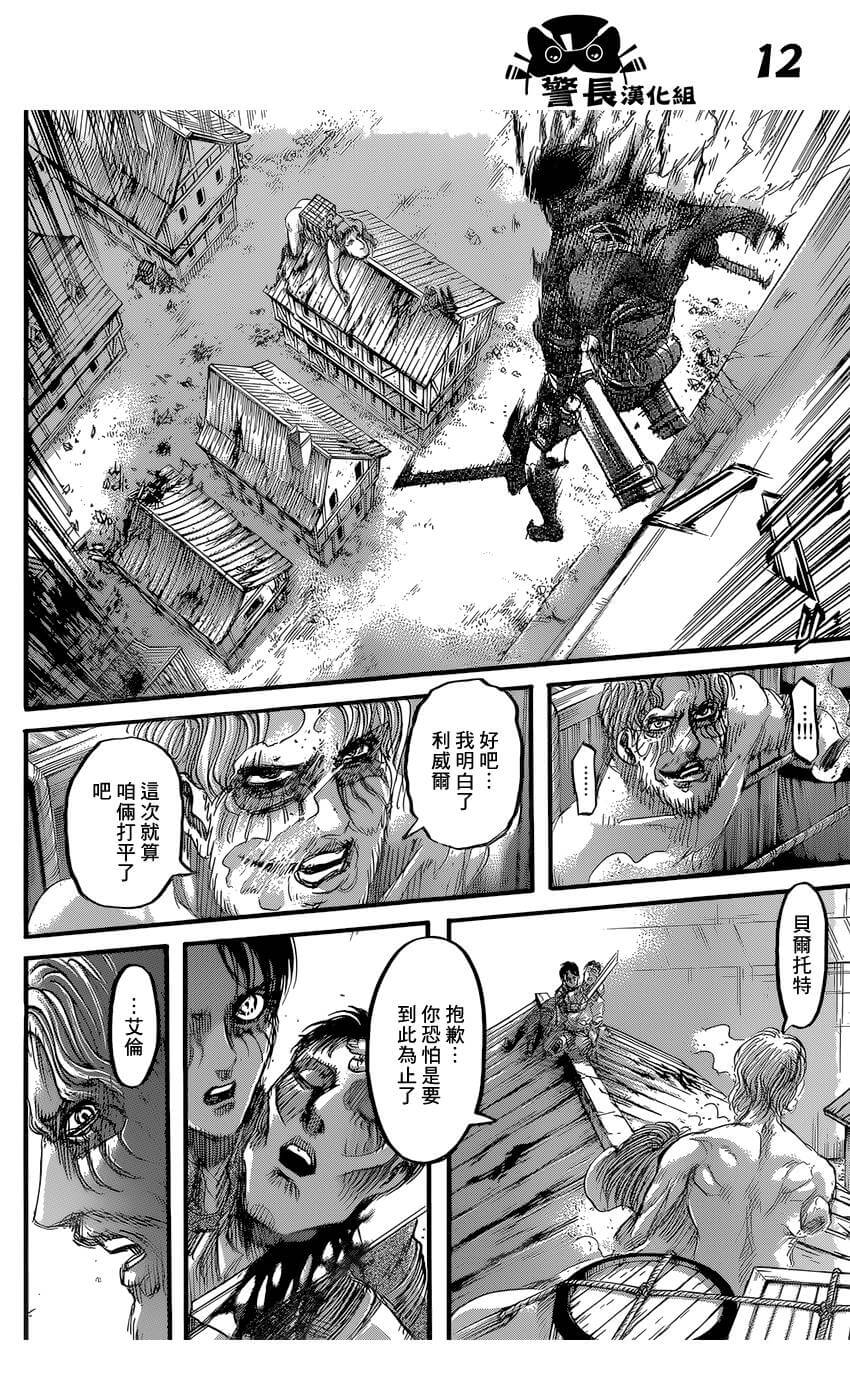 警長漢化組
12
…!!!
……
好吧…
我明白了
利威爾
這次就算
咱倆打平了
吧
貝爾托特
抱歉…
你恐怕是要
到此為止了
…艾倫